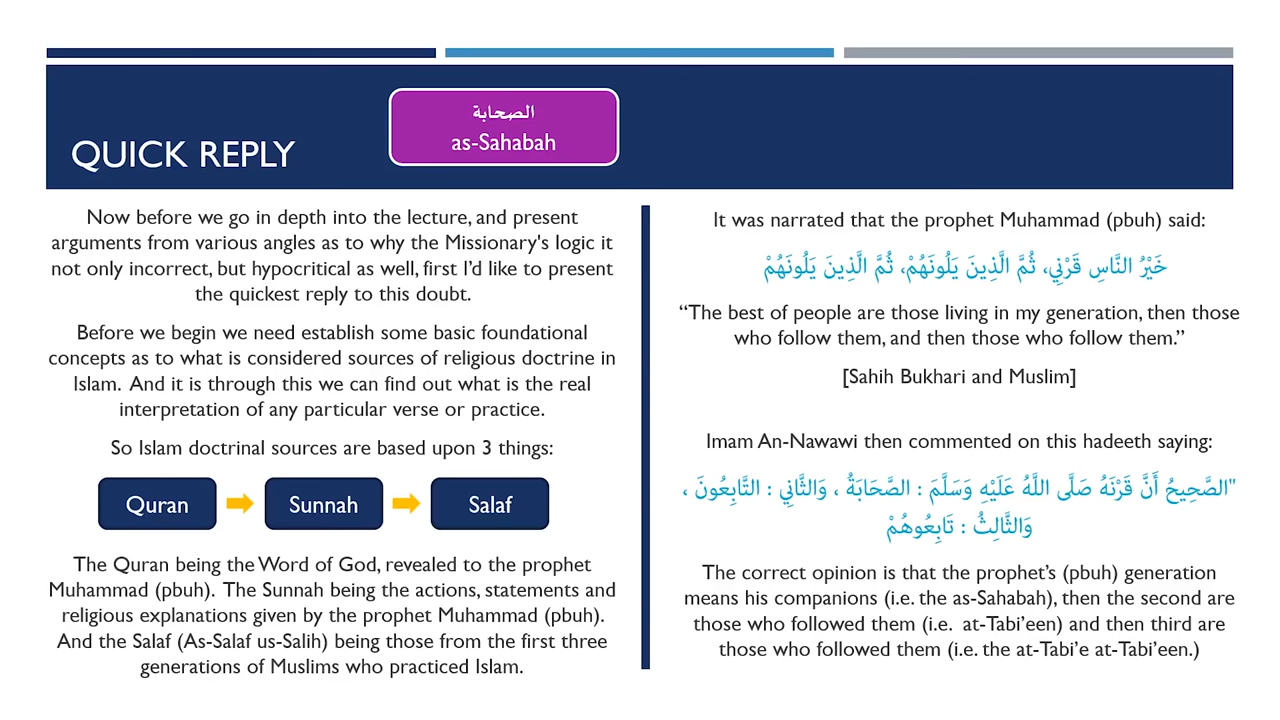 QUICK REPLY
الصحابة
as-Sahabah
Now before we go in depth into the lecture, and present
arguments from various angles as to why the Missionary's logic it
not only incorrect, but hypocritical as well, first I'd like to present
the quickest reply to this doubt.
Before we begin we need establish some basic foundational
concepts as to what is considered sources of religious doctrine in
Islam. And it is through this we can find out what is the real
interpretation of any particular verse or practice.
So Islam doctrinal sources are based upon 3 things:
Quran
Sunnah
Salaf
The Quran being the Word of God, revealed to the prophet
Muhammad (pbuh). The Sunnah being the actions, statements and
religious explanations given by the prophet Muhammad (pbuh).
And the Salaf (As-Salaf us-Salih) being those from the first three
generations of Muslims who practiced Islam.
It was narrated that the prophet Muhammad (pbuh) said:
خَيْرُ النَّاسِ قَرْنِي، ثُمَّ الَّذِينَ يَلُونَهُمْ، ثُمَّ الَّذِينَ يَلُونَهُمْ
“The best of people are those living in my generation, then those
who follow them, and then those who follow them.”
[Sahih Bukhari and Muslim]
Imam An-Nawawi then commented on this hadeeth saying:
"الصَّحِيحُ أَنَّ قَرْنَهُ صَلَّى اللَّهُ عَلَيْهِ وَسَلَّمَ : الصَّحَابَةُ ، وَالثَّانِي : التَّابِعُونَ ،
وَالثَّالِثُ : تَابِعُوهُمْ
The correct opinion is that the prophet's (pbuh) generation
means his companions (i.e. the as-Sahabah), then the second are
those who followed them (i.e. at-Tabi'een) and then third are
those who followed them (i.e. the at-Tabi'e at-Tabi'een.)